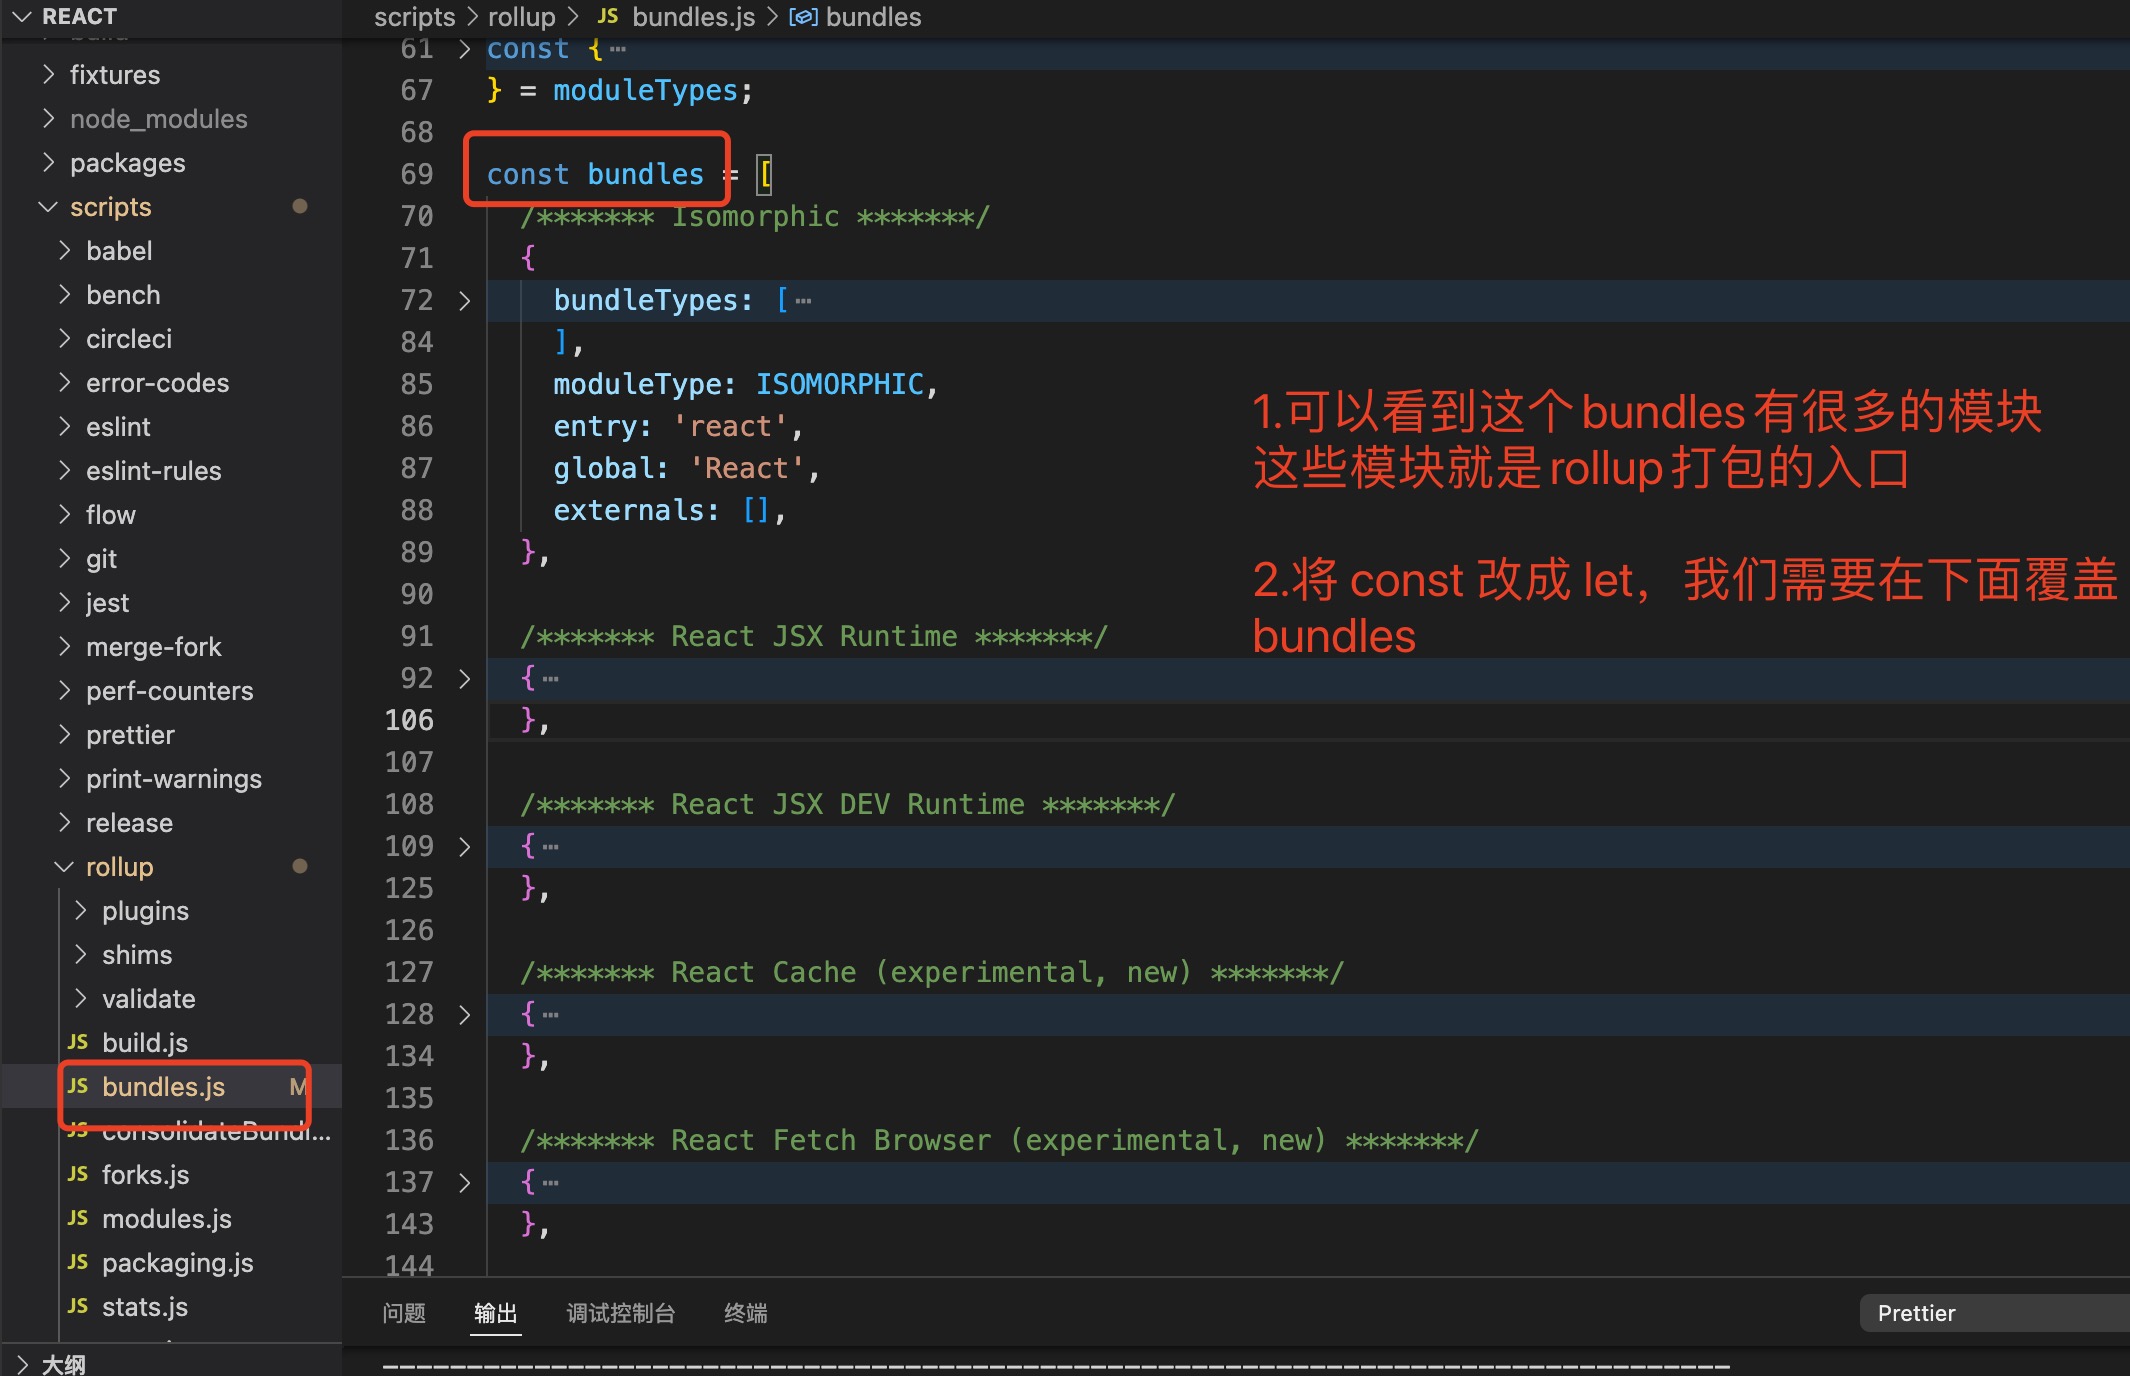 REACT
fixtures
node_modules
packages
scripts
babel
bench
circleci
error-codes
eslint
eslint-rules
flow
git
jest
merge-fork
perf-counters
prettier
print-warnings
release
rollup
plugins
shims
validate
JS build.js
JS bundles.js M
JS consolidateBundl...
JS forks.js
JS modules.js
JS packaging.js
JS stats.js
大纲
scripts > rollup > JS bundles.js > bundles
61 const { ⋯
67 } = moduleTypes;
68
69 const bundles = [
70 /******* Isomorphic *******/
71 {
72 bundleTypes: [ ⋯
84 ],
85 moduleType: ISOMORPHIC,
86 entry: 'react',
87 global: 'React',
88 externals: [],
89 },
90
91 /******* React JSX Runtime *******/
92 { ⋯
106 },
107
108 /******* React JSX DEV Runtime *******/
109 { ⋯
125 },
126
127 /******* React Cache (experimental, new) *******/
128 { ⋯
134 },
135
136 /******* React Fetch Browser (experimental, new) *******/
137 { ⋯
143 },
144
1.可以看到这个bundles有很多的模块
这些模块就是rollup打包的入口
2.将 const 改成 let，我们需要在下面覆盖
bundles
问题 输出 调试控制台 终端
Prettier